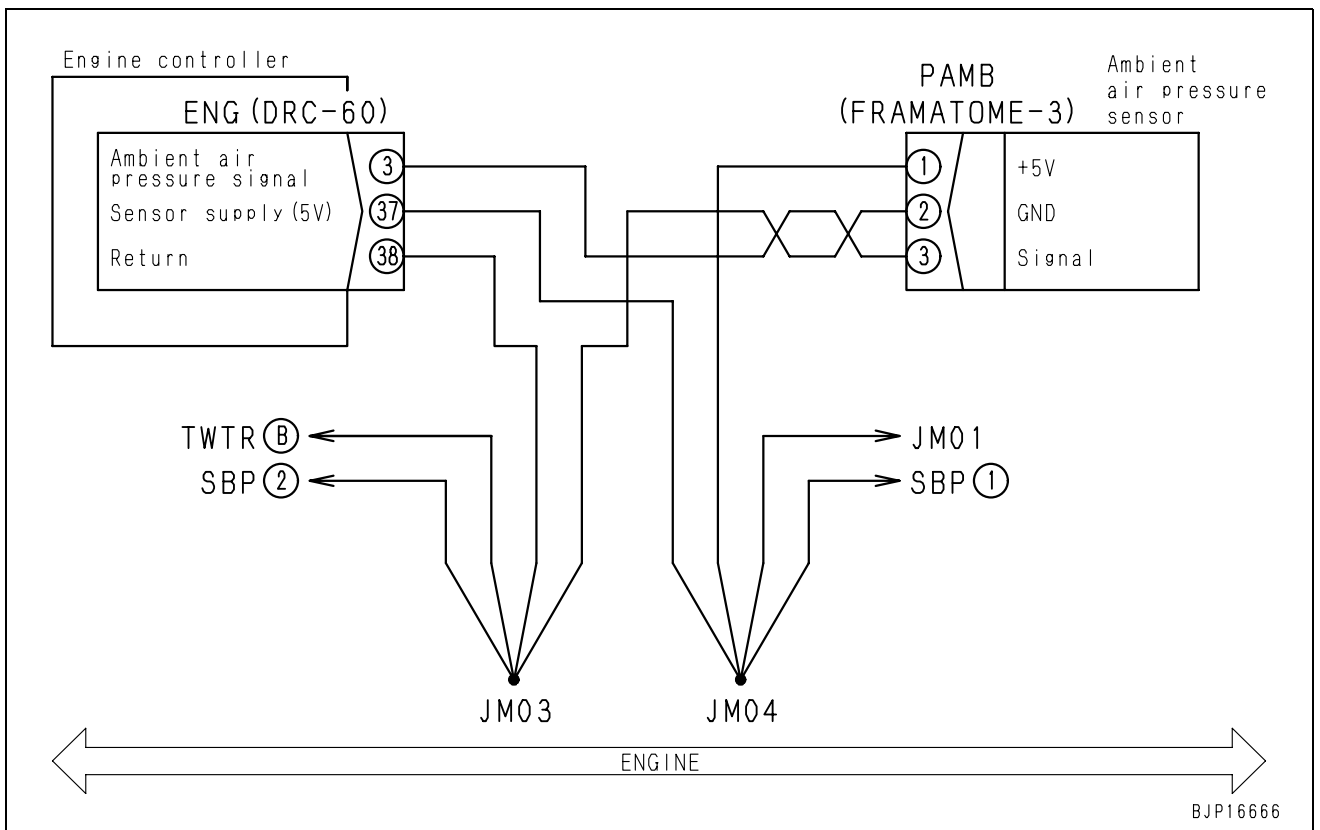 Engine controller
ENG (DRC-60)
Ambient air
pressure signal
3
Sensor supply (5V)
37
Return
38
PAMB
(FRAMATOME-3)
Ambient
air pressure
sensor
1
+5V
2
GND
3
Signal
TWTR B
SBP 2
JM01
SBP 1
JM03
JM04
ENGINE
BJP16666